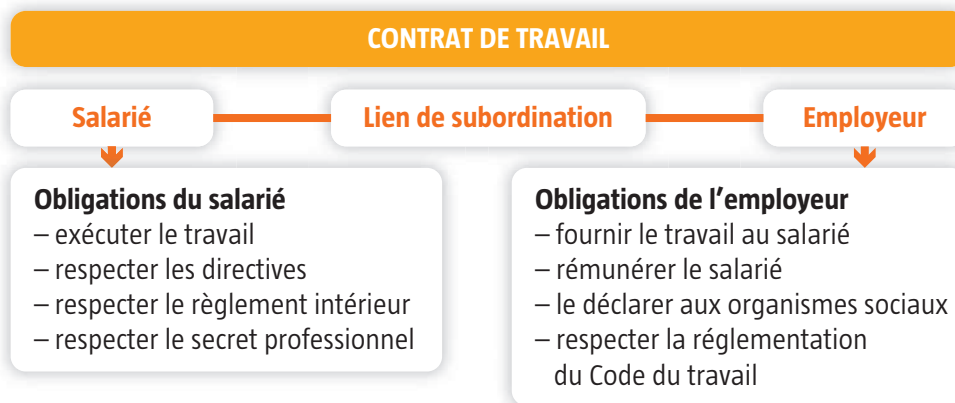 CONTRAT DE TRAVAIL
Salarié
Lien de subordination
Employeur
Obligations du salarié
– exécuter le travail
– respecter les directives
– respecter le règlement intérieur
– respecter le secret professionnel
Obligations de l’employeur
– fournir le travail au salarié
– rémunérer le salarié
– le déclarer aux organismes sociaux
– respecter la réglementation
du Code du travail